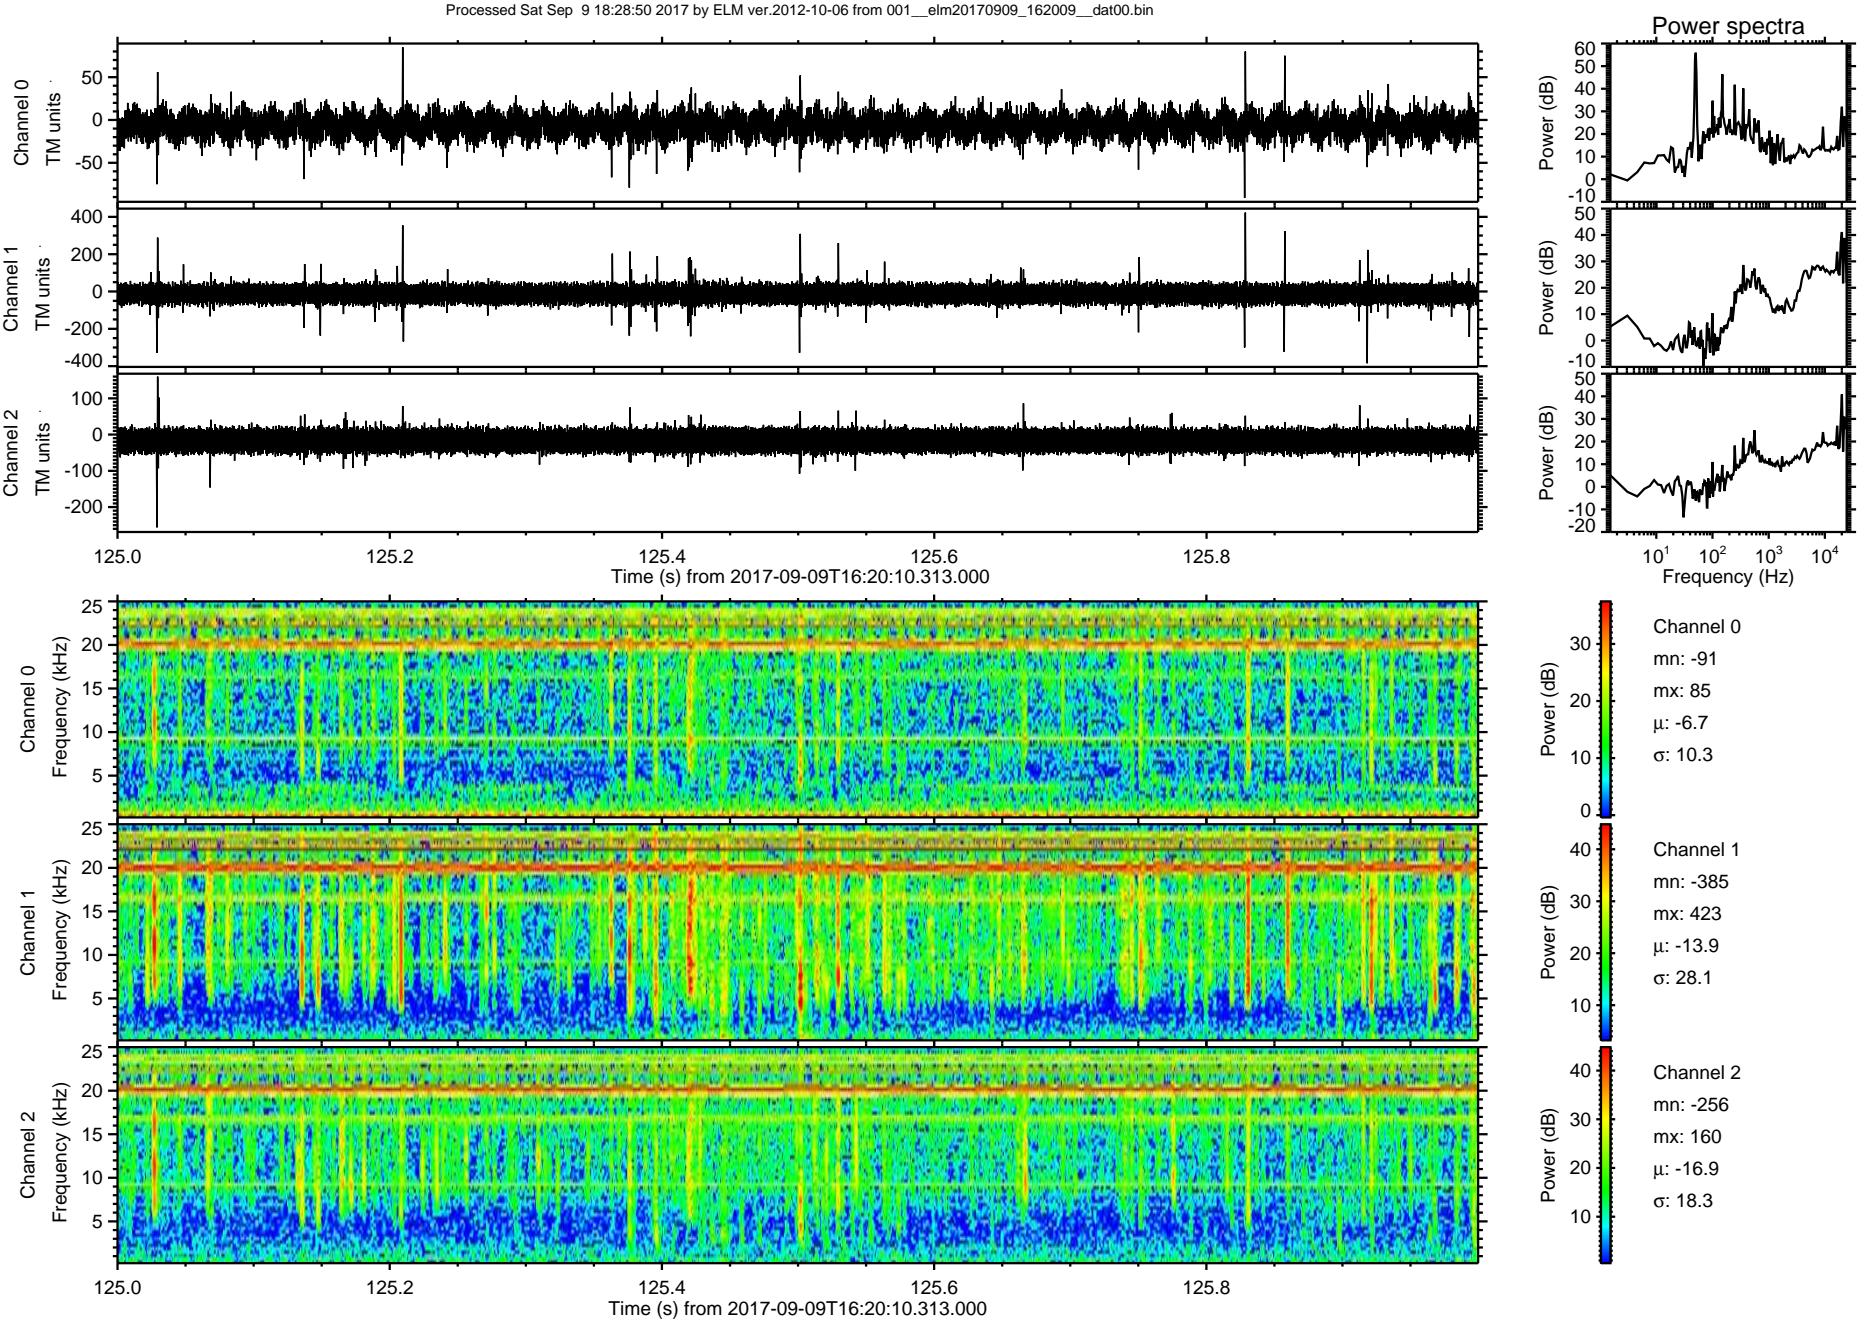 Processed Sat Sep  9 18:28:50 2017 by ELM ver.2012-10-06 from 001__elm20170909_162009__dat00.bin
Power spectra
Channel 0
TM units
50
0
-50
Power (dB)
60
50
40
30
20
10
0
-10
Channel 1
TM units
400
200
0
-200
-400
Power (dB)
50
40
30
20
10
0
-10
Channel 2
TM units
100
0
-100
-200
Power (dB)
50
40
30
20
10
0
-10
-20
125.0 125.2 125.4 125.6 125.8
Time (s) from 2017-09-09T16:20:10.313.000
10¹ 10² 10³ 10⁴
Frequency (Hz)
Channel 0
Frequency (kHz)
25
20
15
10
5
Power (dB)
30
20
10
0
Channel 0
mn: -91
mx: 85
μ: -6.7
σ: 10.3
Channel 1
Frequency (kHz)
25
20
15
10
5
Power (dB)
40
30
20
10
Channel 1
mn: -385
mx: 423
μ: -13.9
σ: 28.1
Channel 2
Frequency (kHz)
25
20
15
10
5
Power (dB)
40
30
20
10
Channel 2
mn: -256
mx: 160
μ: -16.9
σ: 18.3
125.0 125.2 125.4 125.6 125.8
Time (s) from 2017-09-09T16:20:10.313.000